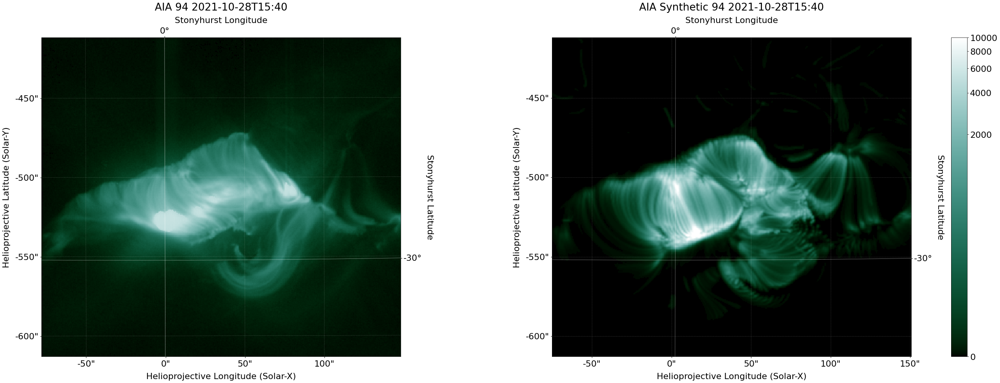 AIA 94 2021-10-28T15:40
Stonyhurst Longitude
0°
-450"
-500"
-550"
-600"
Helioprojective Latitude (Solar-Y)
-50"
0"
50"
100"
Helioprojective Longitude (Solar-X)
Stonyhurst Latitude
-30°
AIA Synthetic 94 2021-10-28T15:40
Stonyhurst Longitude
0°
-450"
-500"
-550"
-600"
Helioprojective Latitude (Solar-Y)
-50"
0"
50"
100"
150"
Helioprojective Longitude (Solar-X)
Stonyhurst Latitude
-30°
10000
8000
6000
4000
2000
0